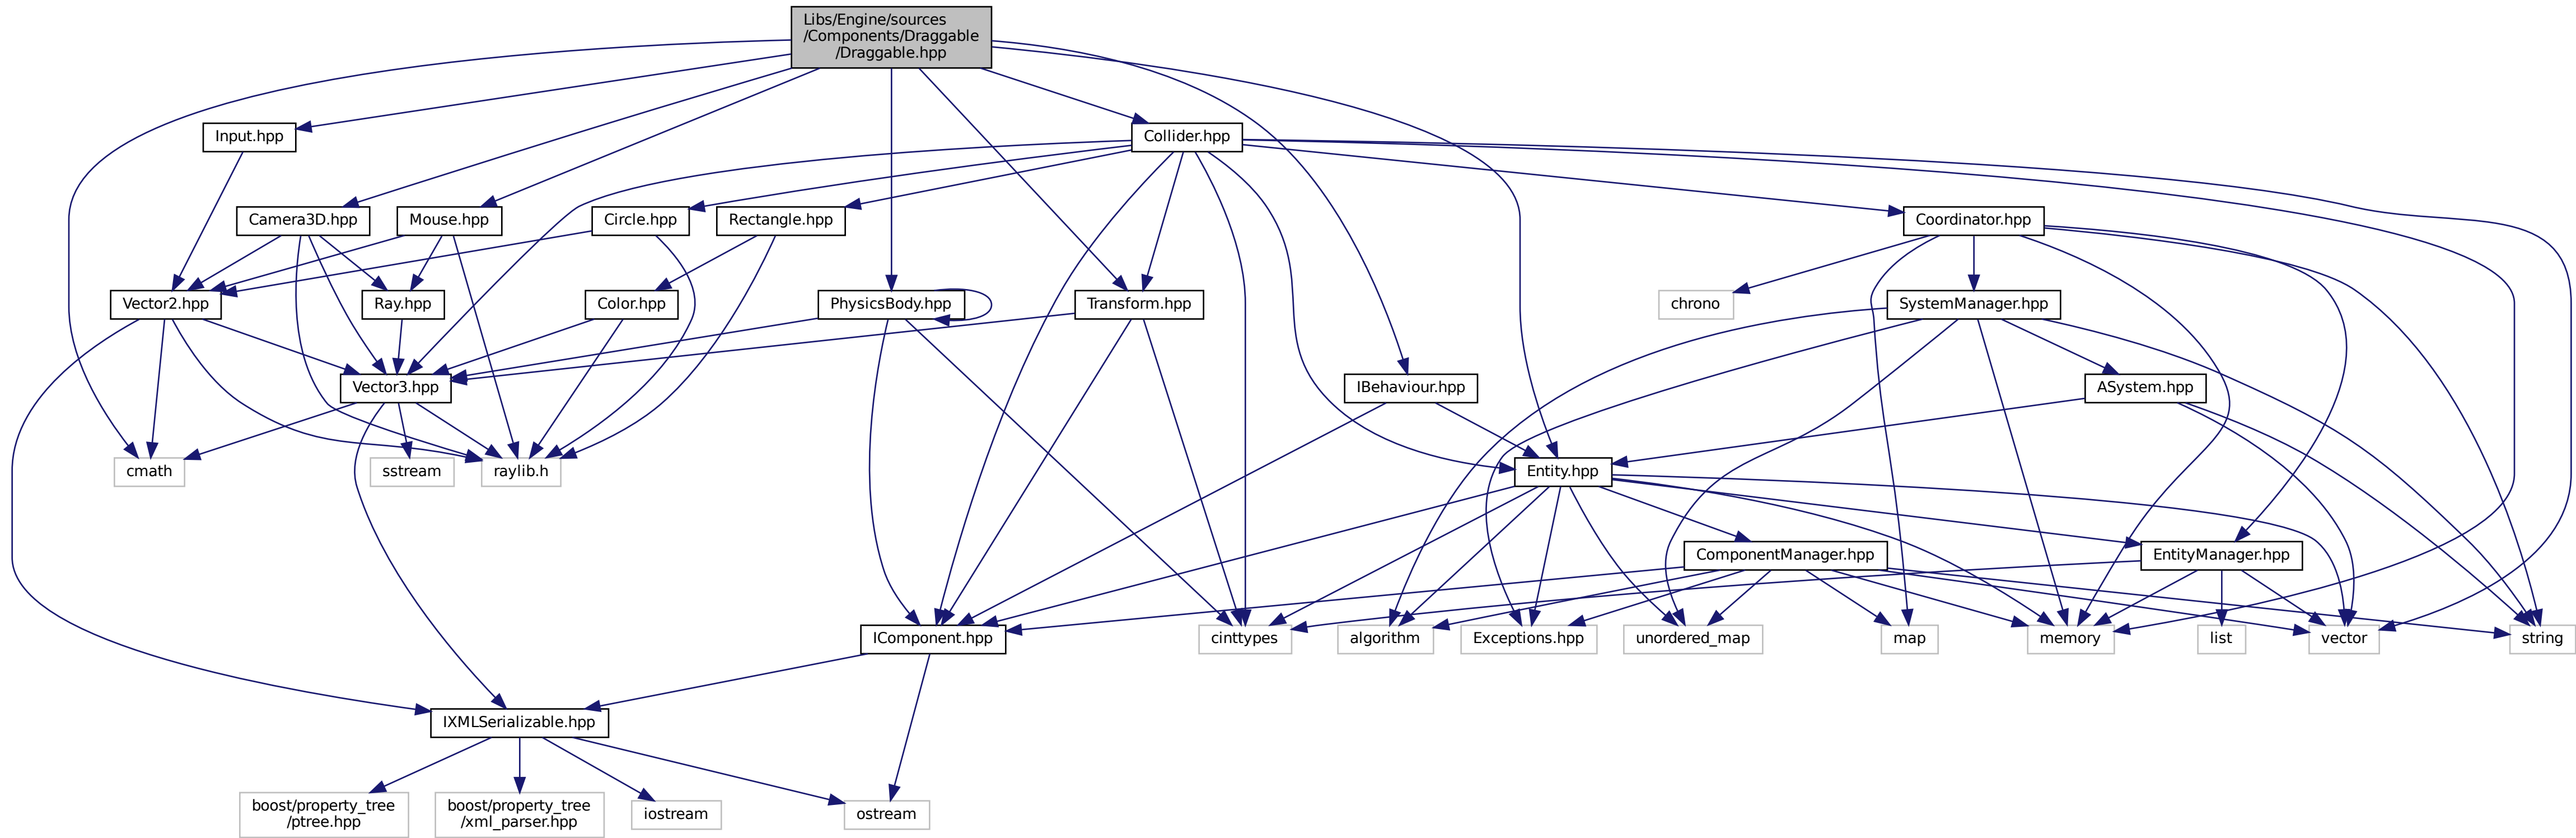 Libs/Engine/sources
/Components/Draggable
/Draggable.hpp
Input.hpp
Collider.hpp
Camera3D.hpp
Mouse.hpp
Circle.hpp
Rectangle.hpp
Coordinator.hpp
Vector2.hpp
Ray.hpp
Color.hpp
PhysicsBody.hpp
Transform.hpp
chrono
SystemManager.hpp
Vector3.hpp
IBehaviour.hpp
ASystem.hpp
cmath
sstream
raylib.h
Entity.hpp
ComponentManager.hpp
EntityManager.hpp
IComponent.hpp
cinttypes
algorithm
Exceptions.hpp
unordered_map
map
memory
list
vector
string
IXMLSerializable.hpp
boost/property_tree
/ptree.hpp
boost/property_tree
/xml_parser.hpp
iostream
ostream